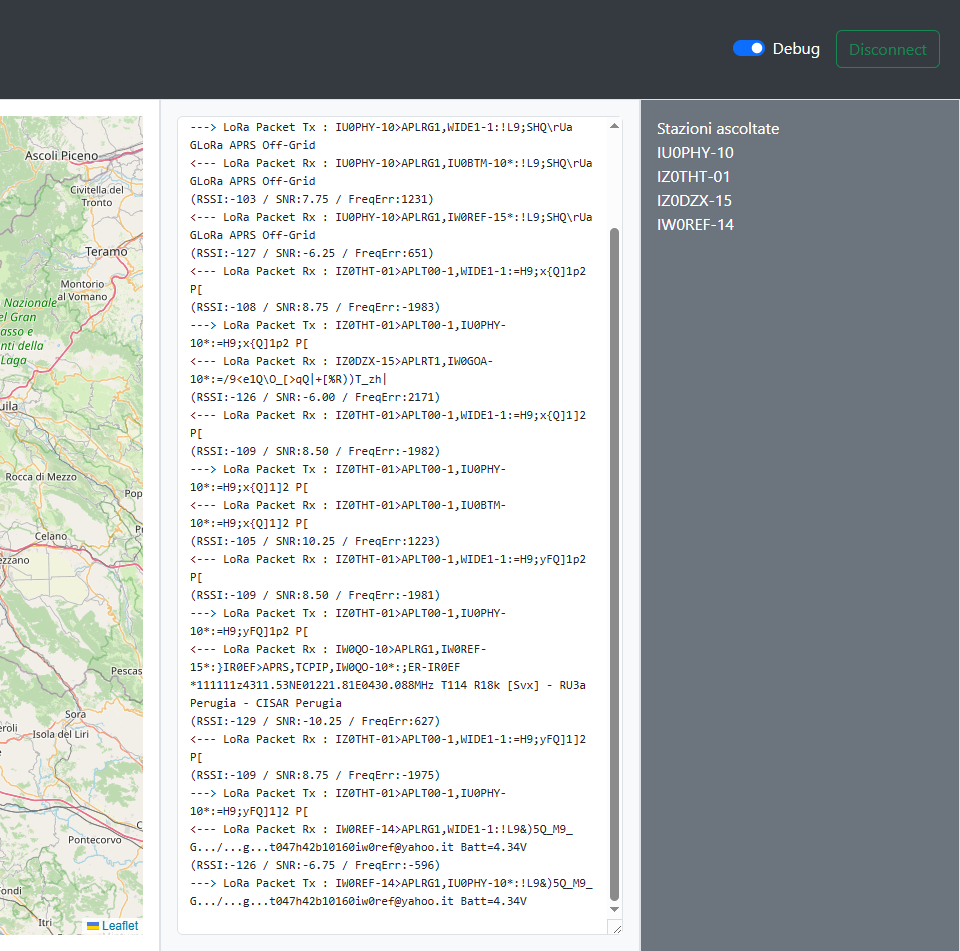 Debug
Disconnect
Ascoli Piceno
Civitella del
Tronto
Teramo
Montorio
al Vomano
Nazionale
el Gran
asso e
nti della
Laga
uila
Rocca di Mezzo
Pop
Celano
P
ezzano
Pescas
Sora
eroli
Isola del Liri
C
Pontecorvo
Fondi
Itri
Leaflet
---> LoRa Packet Tx : IU0PHY-10>APLRG1,WIDE1-1:!L9;SHQ\rUa
GLoRa APRS Off-Grid
<--- LoRa Packet Rx : IU0PHY-10>APLRG1,IU0BTM-10*:!L9;SHQ\rUa
GLoRa APRS Off-Grid
(RSSI:-103 / SNR:7.75 / FreqErr:1231)
<--- LoRa Packet Rx : IU0PHY-10>APLRG1,IW0REF-15*:!L9;SHQ\rUa
GLoRa APRS Off-Grid
(RSSI:-127 / SNR:-6.25 / FreqErr:651)
<--- LoRa Packet Rx : IZ0THT-01>APLT00-1,WIDE1-1:=H9;x{Q]1p2
P[
(RSSI:-108 / SNR:8.75 / FreqErr:-1983)
---> LoRa Packet Tx : IZ0THT-01>APLT00-1,IU0PHY-
10*:=H9;x{Q]1p2 P[
<--- LoRa Packet Rx : IZ0DZX-15>APLRT1,IW0GOA-
10*:=/9<e1Q\O_[>qQ|+[%R))T_zh|
(RSSI:-126 / SNR:-6.00 / FreqErr:2171)
<--- LoRa Packet Rx : IZ0THT-01>APLT00-1,WIDE1-1:=H9;x{Q]1]2
P[
(RSSI:-109 / SNR:8.50 / FreqErr:-1982)
---> LoRa Packet Tx : IZ0THT-01>APLT00-1,IU0PHY-
10*:=H9;x{Q]1]2 P[
<--- LoRa Packet Rx : IZ0THT-01>APLT00-1,IU0BTM-
10*:=H9;x{Q]1]2 P[
(RSSI:-105 / SNR:10.25 / FreqErr:1223)
<--- LoRa Packet Rx : IZ0THT-01>APLT00-1,WIDE1-1:=H9;yFQ]1p2
P[
(RSSI:-109 / SNR:8.50 / FreqErr:-1981)
---> LoRa Packet Tx : IZ0THT-01>APLT00-1,IU0PHY-
10*:=H9;yFQ]1p2 P[
<--- LoRa Packet Rx : IW0QO-10>APLRG1,IW0REF-
15*:}IR0EF>APRS,TCPIP,IW0QO-10*:;ER-IR0EF
*111111z4311.53NE01221.81E0430.088MHz T114 R18k [Svx] - RU3a
Perugia - CISAR Perugia
(RSSI:-129 / SNR:-10.25 / FreqErr:627)
<--- LoRa Packet Rx : IZ0THT-01>APLT00-1,WIDE1-1:=H9;yFQ]1]2
P[
(RSSI:-109 / SNR:8.75 / FreqErr:-1975)
---> LoRa Packet Tx : IZ0THT-01>APLT00-1,IU0PHY-
10*:=H9;yFQ]1]2 P[
<--- LoRa Packet Rx : IW0REF-14>APLRG1,WIDE1-1:!L9&)5Q_M9_
G.../...g...t047h42b10160iw0ref@yahoo.it Batt=4.34V
(RSSI:-126 / SNR:-6.75 / FreqErr:-596)
---> LoRa Packet Tx : IW0REF-14>APLRG1,IU0PHY-10*:!L9&)5Q_M9_
G.../...g...t047h42b10160iw0ref@yahoo.it Batt=4.34V
Stazioni ascoltate
IU0PHY-10
IZ0THT-01
IZ0DZX-15
IW0REF-14